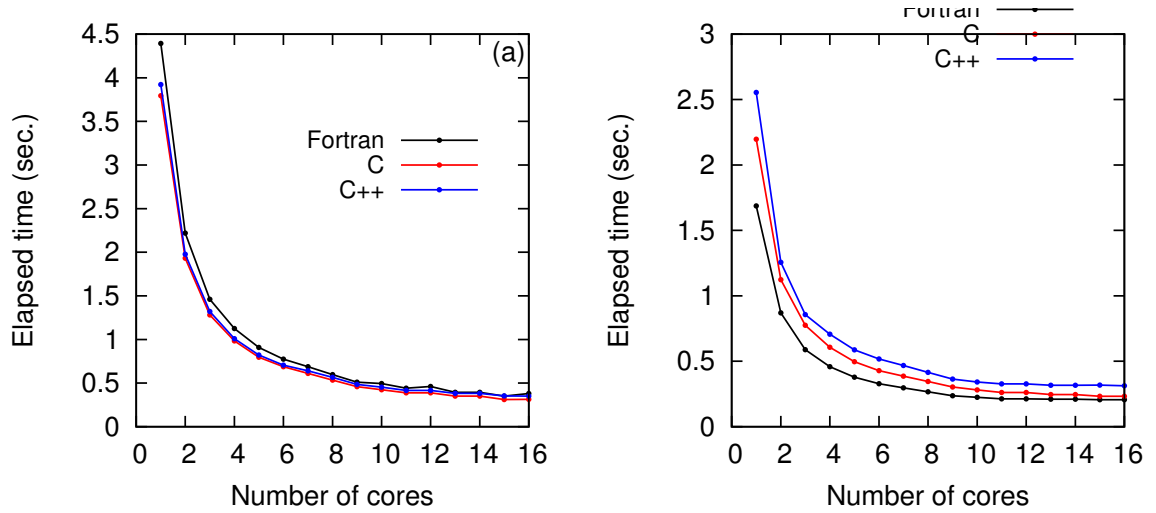 (a)
Elapsed time (sec.)
4.5
4
3.5
3
2.5
2
1.5
1
0.5
0
Fortran
C
C++
0 2 4 6 8 10 12 14 16
Number of cores
Fortran
C
C++
Elapsed time (sec.)
3
2.5
2
1.5
1
0.5
0
0 2 4 6 8 10 12 14 16
Number of cores